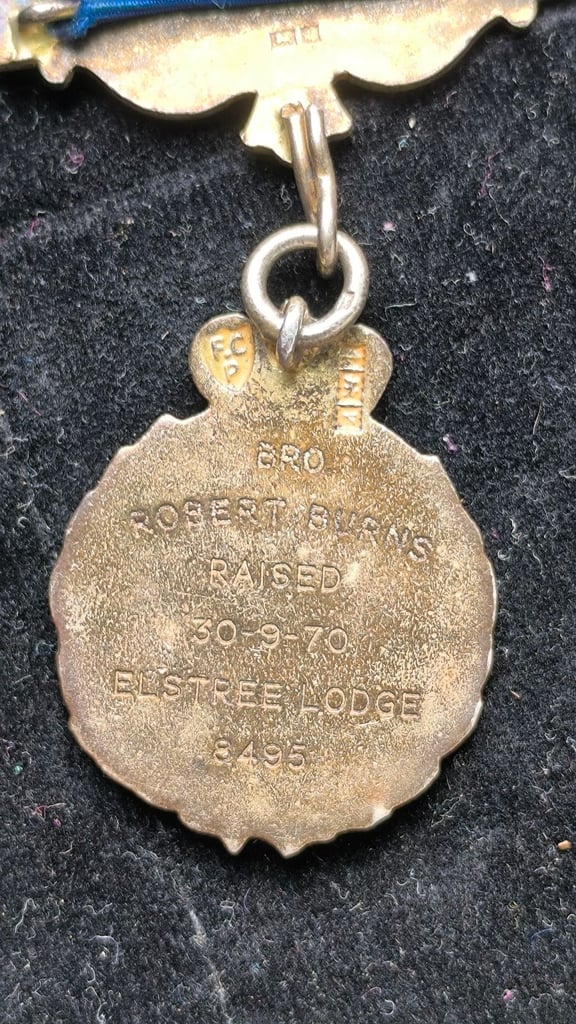 F.C
P
BRO
ROBERT BURNS
RAISED
30-9-70
ELSTREE LODGE
8495